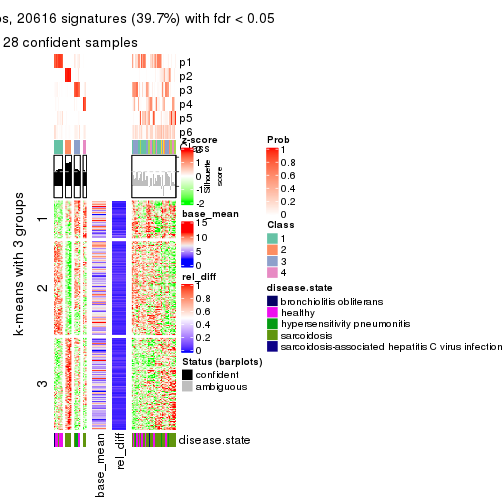 os, 20616 signatures (39.7%) with fdr < 0.05
28 confident samples
p1
p2
p3
p4
p5
p6
Class
Silhouette
score
k-means with 3 groups
1
2
3
z-score
2
1
0
-1
-2
base_mean
15
10
5
0
rel_diff
1
0.8
0.6
0.4
0.2
0
Status (barplots)
confident
ambiguous
Prob
1
0.8
0.6
0.4
0.2
0
Class
1
2
3
4
disease.state
bronchiolitis obliterans
healthy
hypersensitivity pneumonitis
sarcoidosis
sarcoidosis-associated hepatitis C virus infection
disease.state
base_mean
rel_diff